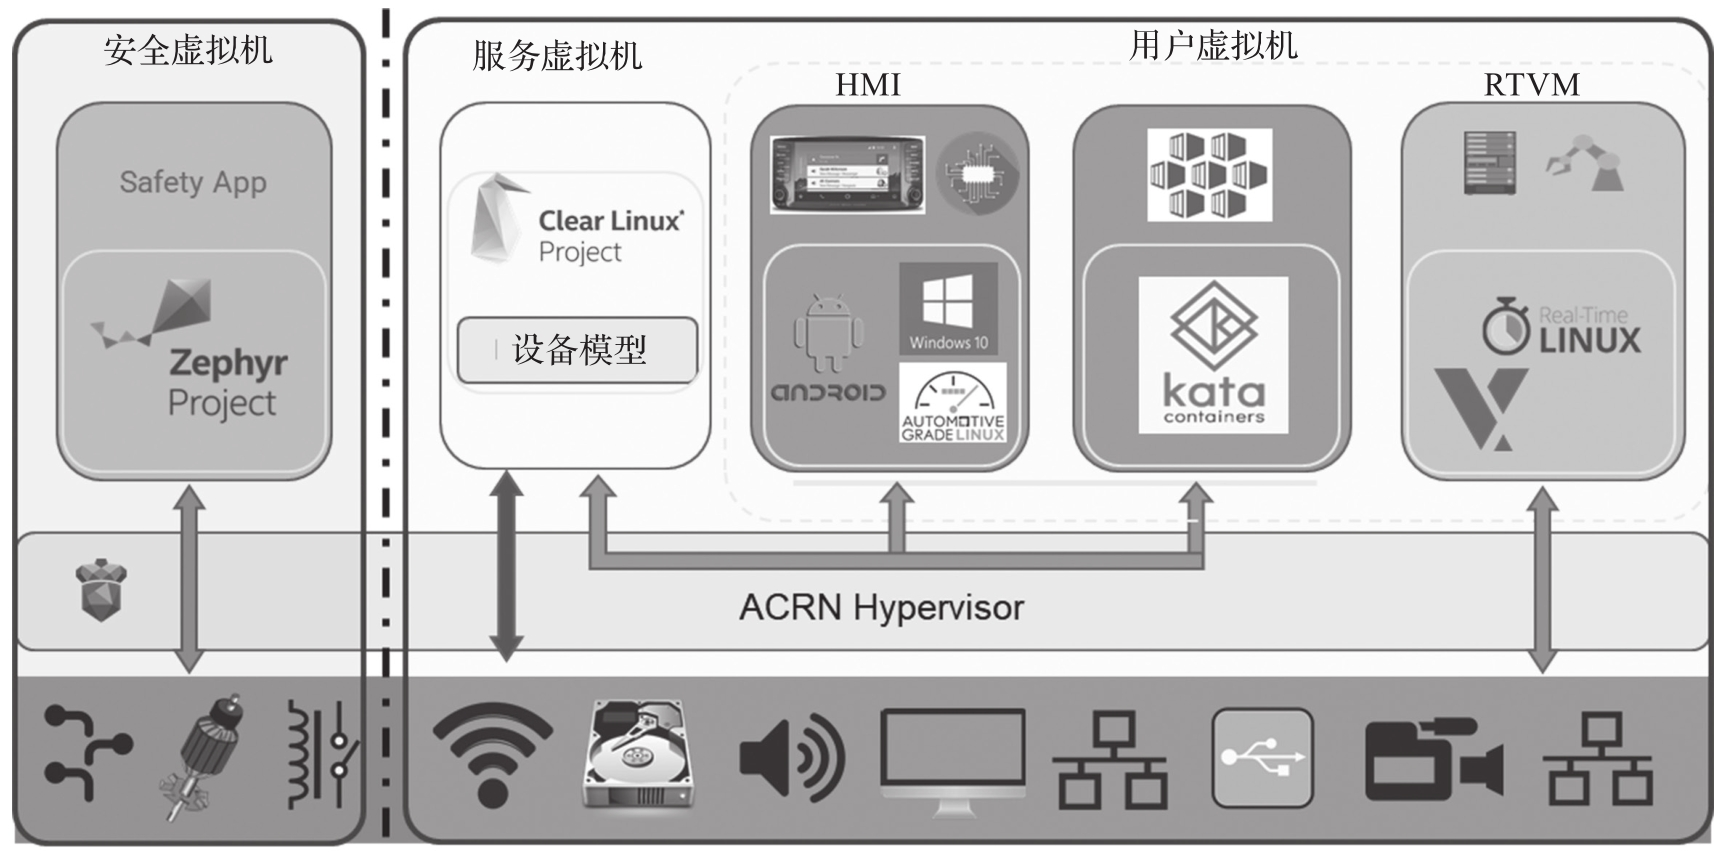 安全虚拟机
Safety App
Zephyr
Project
服务虚拟机
Clear Linux*
Project
设备模型
用户虚拟机
HMI
Windows 10
ANDROID
AUTOMOTIVE
GRADE LINUX
kata
containers
RTVM
Real-Time
LINUX
ACRN Hypervisor